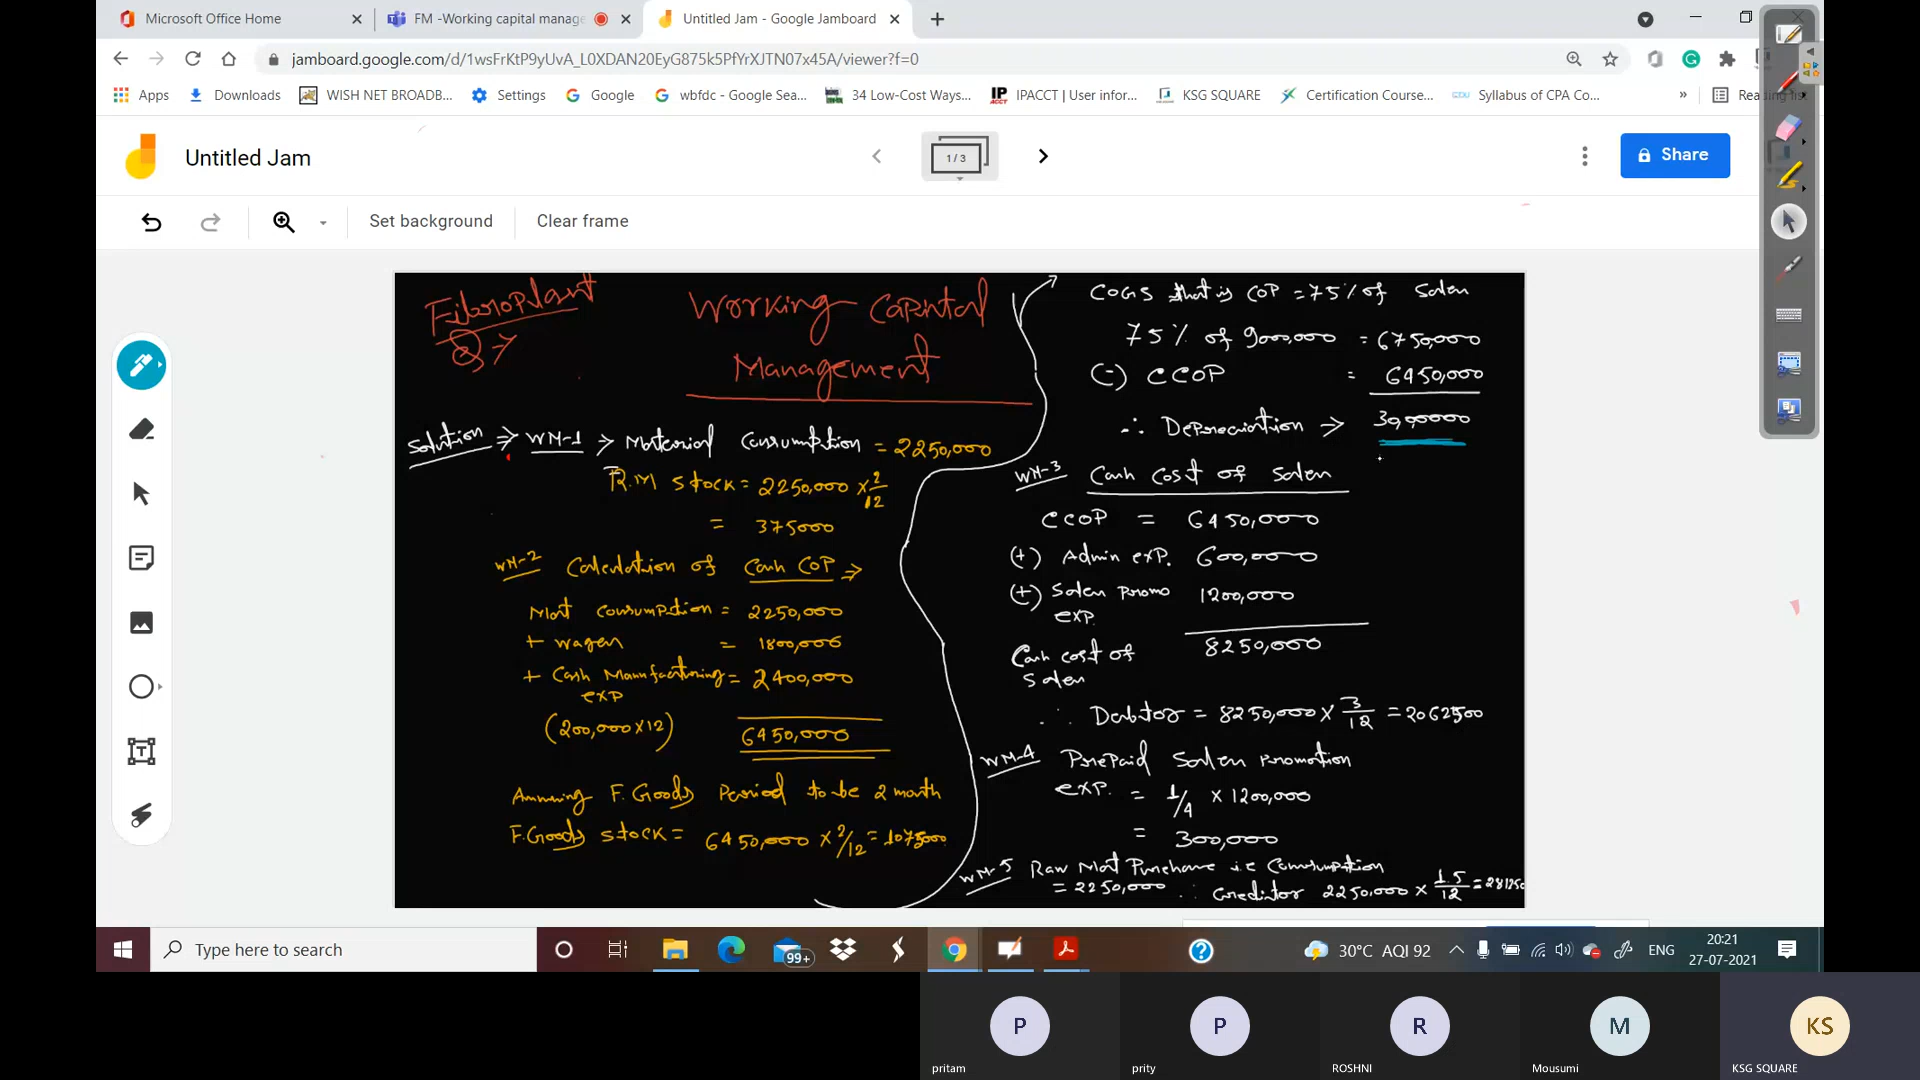 Microsoft Office Home
FM -Working capital manage
Untitled Jam - Google Jamboard
jamboard.google.com/d/1wsFrKtP9yUvA_L0XDAN20EyG875k5PfYrXJTN07x45A/viewer?f=0
Apps
Downloads
WISH NET BROADB...
Settings
Google
wbfdc - Google Sea...
34 Low-Cost Ways...
IPACCT | User infor...
KSG SQUARE
Certification Course...
Syllabus of CPA Co...
»
Untitled Jam
1 / 3
Share
Set background
Clear frame
Fibroplast
Q →
Working Capital
Management
Solution ⇒ WN-1 → Material Consumption = 2250,000
R.M stock = 2250,000 × 2/12
= 375000
WN-2 Calculation of Cash COP ⇒
Mat Consumption = 2250,000
+ wages = 1800,000
+ Cash Manufacturing exp = 2400,000
(200,000×12)
6450,000
Assuming F.Goods Period to be 2 month
F.Goods stock = 6450,000 × 2/12 = 1075000
COGS that is COP = 75% of Sales
75% of 9000,000 = 6750,000
(-) CCOP = 6450,000
∴ Depreciation → 300000
WN-3 Cash Cost of Sales
CCOP = 6450,000
(+) Admin exp. 600,000
(+) Sales promo exp. 1200,000
8250,000
Cash cost of Sales
∴ Debtor = 8250,000 × 3/12 = 2062500
WN-4 Prepaid Sales promotion
exp. = 1/4 × 1200,000
= 300,000
WN-5 Raw Mat Purchase i.e Consumption
= 2250,000 ∴ Creditor 2250,000 × 1.5/12 = 281250
Type here to search
99+
30°C AQI 92
ENG
20:21
27-07-2021
P
P
R
M
KS
pritam
prity
ROSHNI
Mousumi
KSG SQUARE